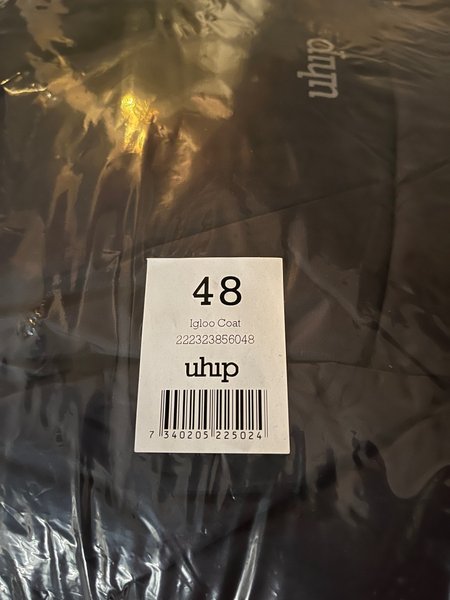 uhip
48
Igloo Coat
222323856048
uhip
7 340205 225024